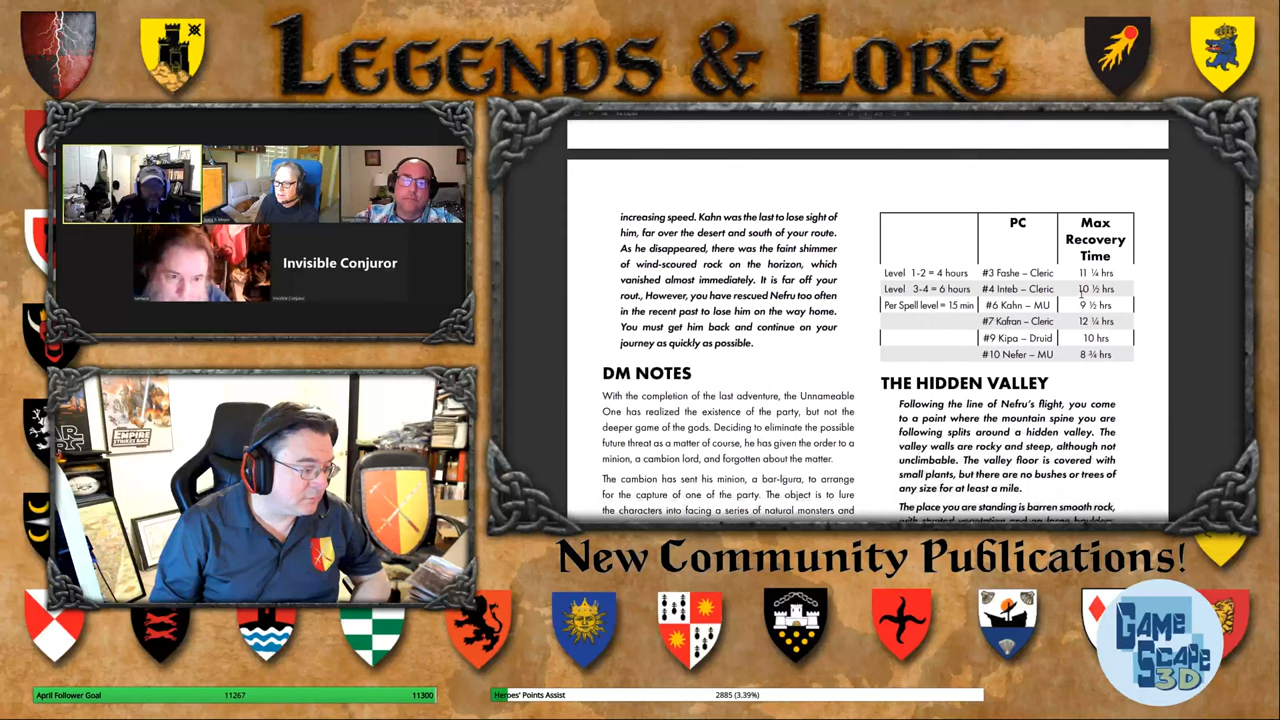 LEGENDS & LORE
Invisible Conjuror
Invisible Conjuror
increasing speed. Kahn was the last to lose sight of
him, far over the desert and south of your route.
As he disappeared, there was the faint shimmer
of wind-scoured rock on the horizon, which
vanished almost immediately. It is far off your
rout., However, you have rescued Nefru too often
in the recent past to lose him on the way home.
You must get him back and continue on your
journey as quickly as possible.
DM NOTES
With the completion of the last adventure, the Unnameable
One has realized the existence of the party, but not the
deeper game of the gods. Deciding to eliminate the possible
future threat as a matter of course, he has given the order to a
minion, a cambion lord, and forgotten about the matter.
The cambion has sent his minion, a bar-lgura, to arrange
for the capture of one of the party. The object is to lure
the characters into facing a series of natural monsters and
PC Max
Recovery
Time
Level 1-2 = 4 hours #3 Fashe – Cleric 11 ¼ hrs
Level 3-4 = 6 hours #4 Inteb – Cleric 10 ½ hrs
Per Spell level = 15 min #6 Kahn – MU 9 ½ hrs
#7 Kafran – Cleric 12 ¼ hrs
#9 Kipa – Druid 10 hrs
#10 Nefer – MU 8 ¾ hrs
THE HIDDEN VALLEY
Following the line of Nefru's flight, you come
to a point where the mountain spine you are
following splits around a hidden valley. The
valley walls are rocky and steep, although not
unclimbable. The valley floor is covered with
small plants, but there are no bushes or trees of
any size for at least a mile.
The place you are standing is barren smooth rock,
EMPIRE
STRIKES
BACK
New Community Publications!
GAME
SCAPE
3D
April Follower Goal 11267 11300
Heroes' Points Assist 2885 (3.39%)